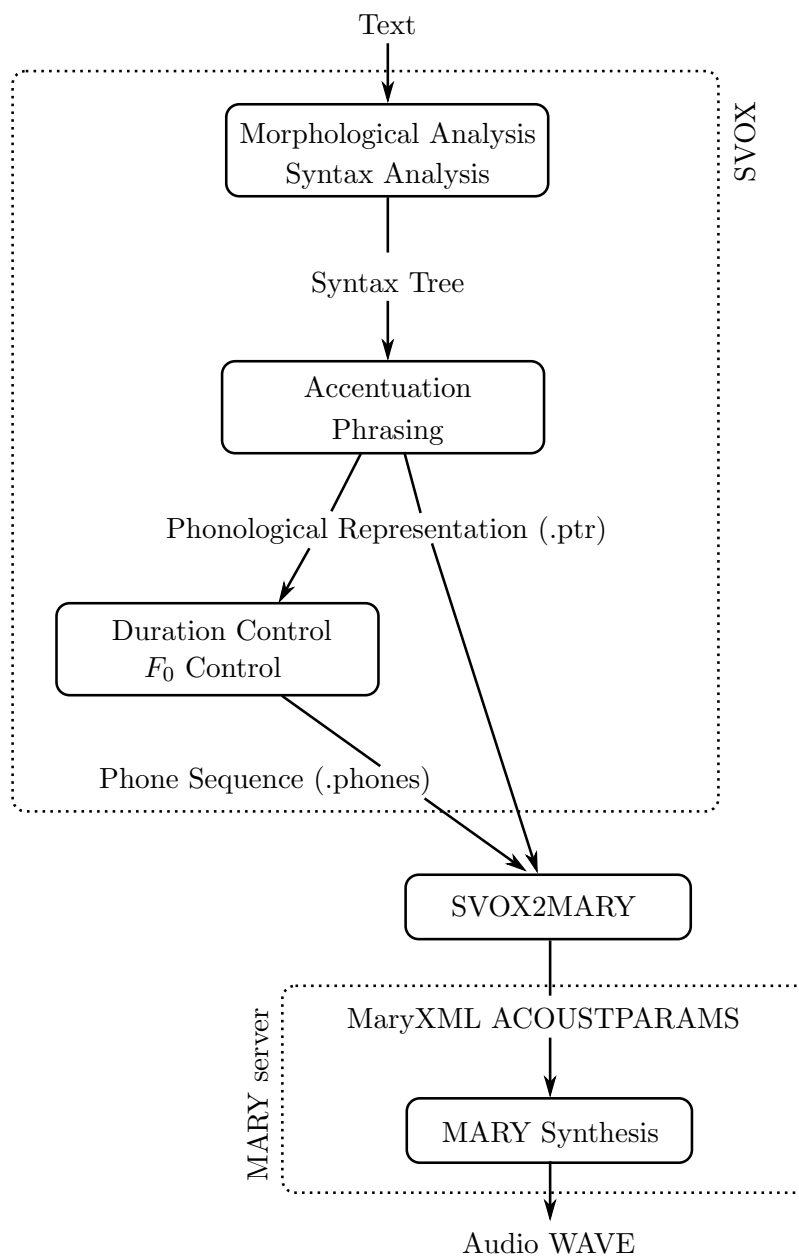 Text
SVOX
Morphological Analysis
Syntax Analysis
Syntax Tree
Accentuation
Phrasing
Phonological Representation (.ptr)
Duration Control
F₀ Control
Phone Sequence (.phones)
SVOX2MARY
MARY server
MaryXML ACOUSTPARAMS
MARY Synthesis
Audio WAVE